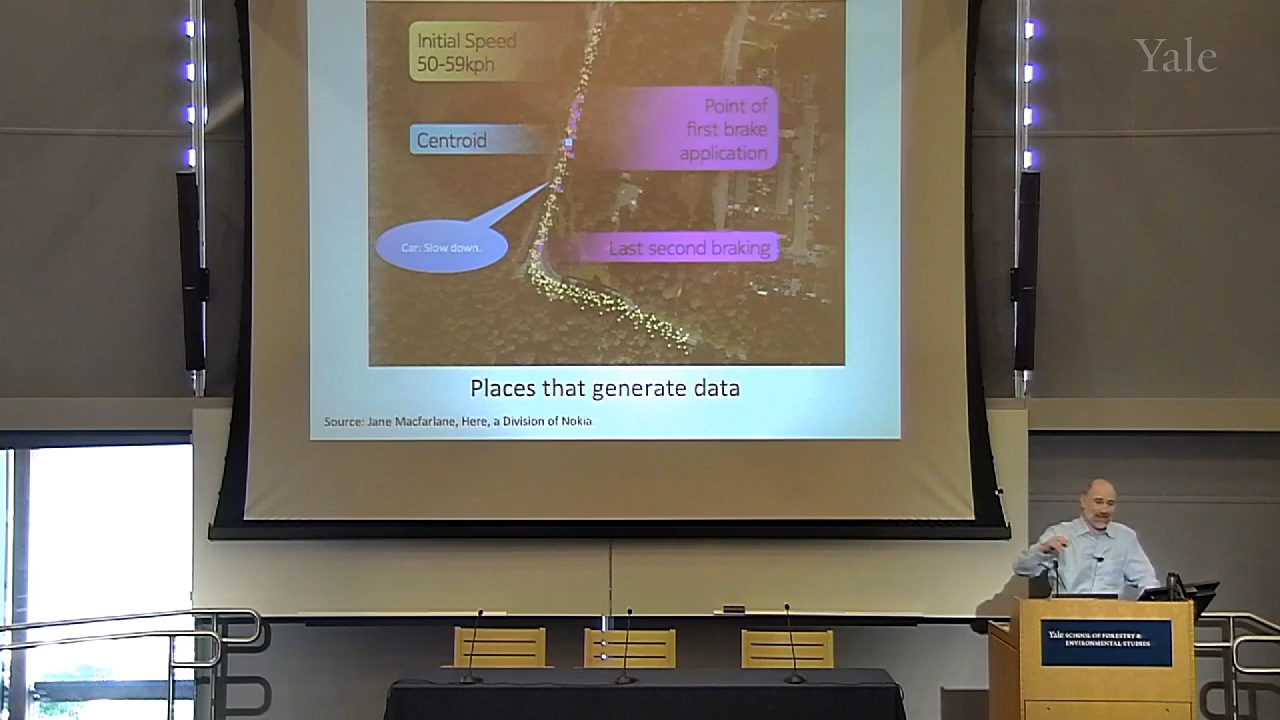 Yale
Initial Speed
50-59kph
Point of
first brake
application
Centroid
Car: Slow down.
Last second braking
Places that generate data
Source: Jane Macfarlane, Here, a Division of Nokia.
Yale SCHOOL OF FORESTRY &
ENVIRONMENTAL STUDIES